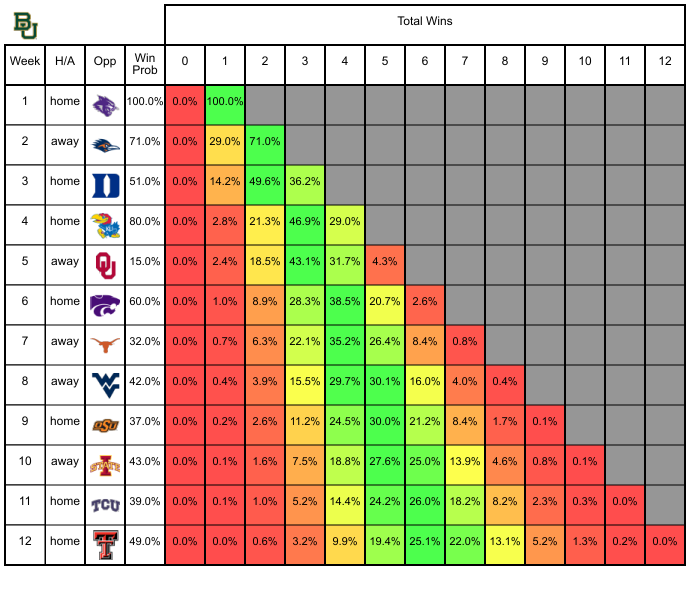 BU
Total Wins
Week H/A Opp Win Prob 0 1 2 3 4 5 6 7 8 9 10 11 12
1 home 100.0% 0.0% 100.0%
2 away 71.0% 0.0% 29.0% 71.0%
3 home D 51.0% 0.0% 14.2% 49.6% 36.2%
4 home KU 80.0% 0.0% 2.8% 21.3% 46.9% 29.0%
5 away OU 15.0% 0.0% 2.4% 18.5% 43.1% 31.7% 4.3%
6 home 60.0% 0.0% 1.0% 8.9% 28.3% 38.5% 20.7% 2.6%
7 away 32.0% 0.0% 0.7% 6.3% 22.1% 35.2% 26.4% 8.4% 0.8%
8 away WV 42.0% 0.0% 0.4% 3.9% 15.5% 29.7% 30.1% 16.0% 4.0% 0.4%
9 home OSU 37.0% 0.0% 0.2% 2.6% 11.2% 24.5% 30.0% 21.2% 8.4% 1.7% 0.1%
10 away I STATE 43.0% 0.0% 0.1% 1.6% 7.5% 18.8% 27.6% 25.0% 13.9% 4.6% 0.8% 0.1%
11 home TCU 39.0% 0.0% 0.1% 1.0% 5.2% 14.4% 24.2% 26.0% 18.2% 8.2% 2.3% 0.3% 0.0%
12 home T 49.0% 0.0% 0.0% 0.6% 3.2% 9.9% 19.4% 25.1% 22.0% 13.1% 5.2% 1.3% 0.2% 0.0%